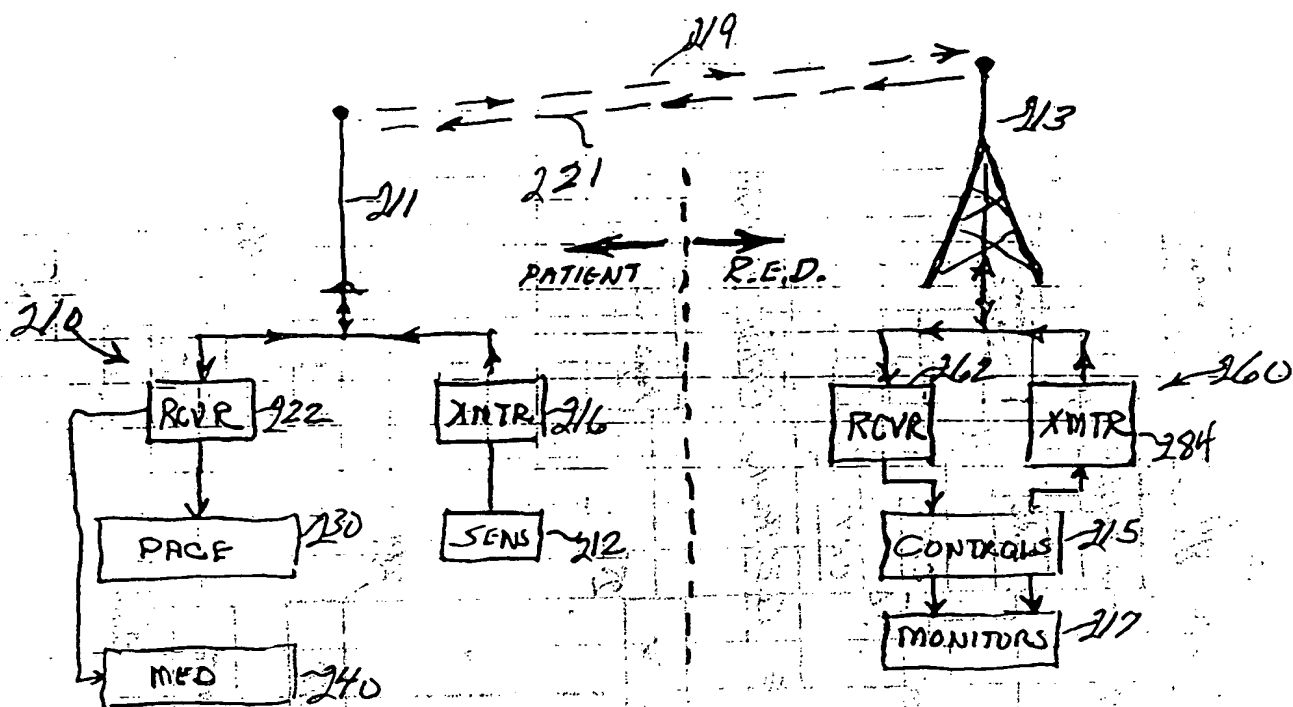 219
213
221
211
PATIENT R.E.D.
210
262
260
RCVR 222
XMTR 216
RCVR
XMTR 284
PACE 230
SENS 212
CONTROLS 215
MONITORS 217
MED 240